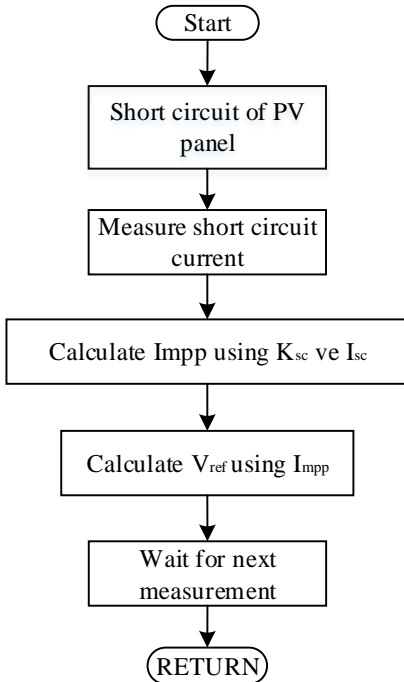 Start
Short circuit of PV
panel
Measure short circuit
current
Calculate Impp using Ksc ve Isc
Calculate Vref using Impp
Wait for next
measurement
RETURN